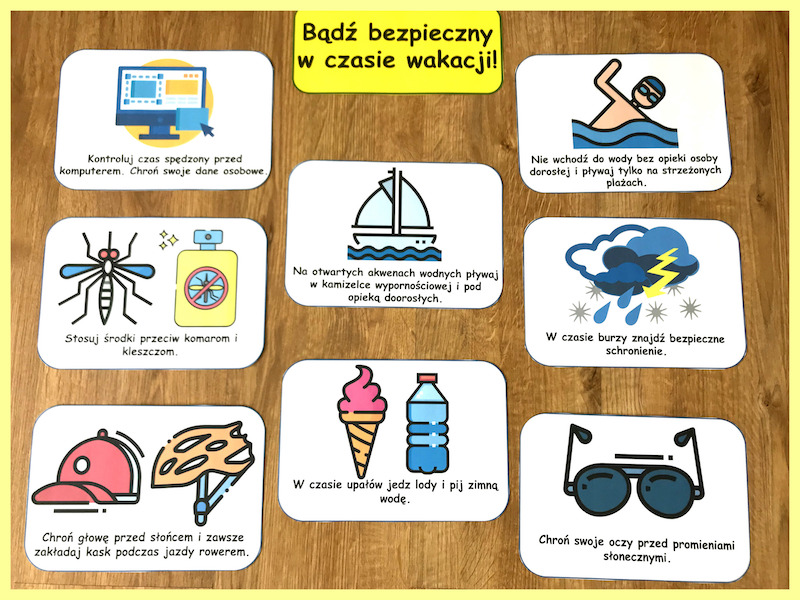 Bądź bezpieczny
w czasie wakacji!
Kontroluj czas spędzony przed
komputerem. Chroń swoje dane osobowe.
Nie wchodź do wody bez opieki osoby
dorosłej i pływaj tylko na strzeżonych
plażach.
Na otwartych akwenach wodnych pływaj
w kamizelce wypornościowej i pod
opieką doorosłych.
Stosuj środki przeciw komarom i
kleszczom.
W czasie burzy znajdź bezpieczne
schronienie.
W czasie upałów jedz lody i pij zimną
wodę.
Chroń głowę przed słońcem i zawsze
zakładaj kask podczas jazdy rowerem.
Chroń swoje oczy przed promieniami
słonecznymi.